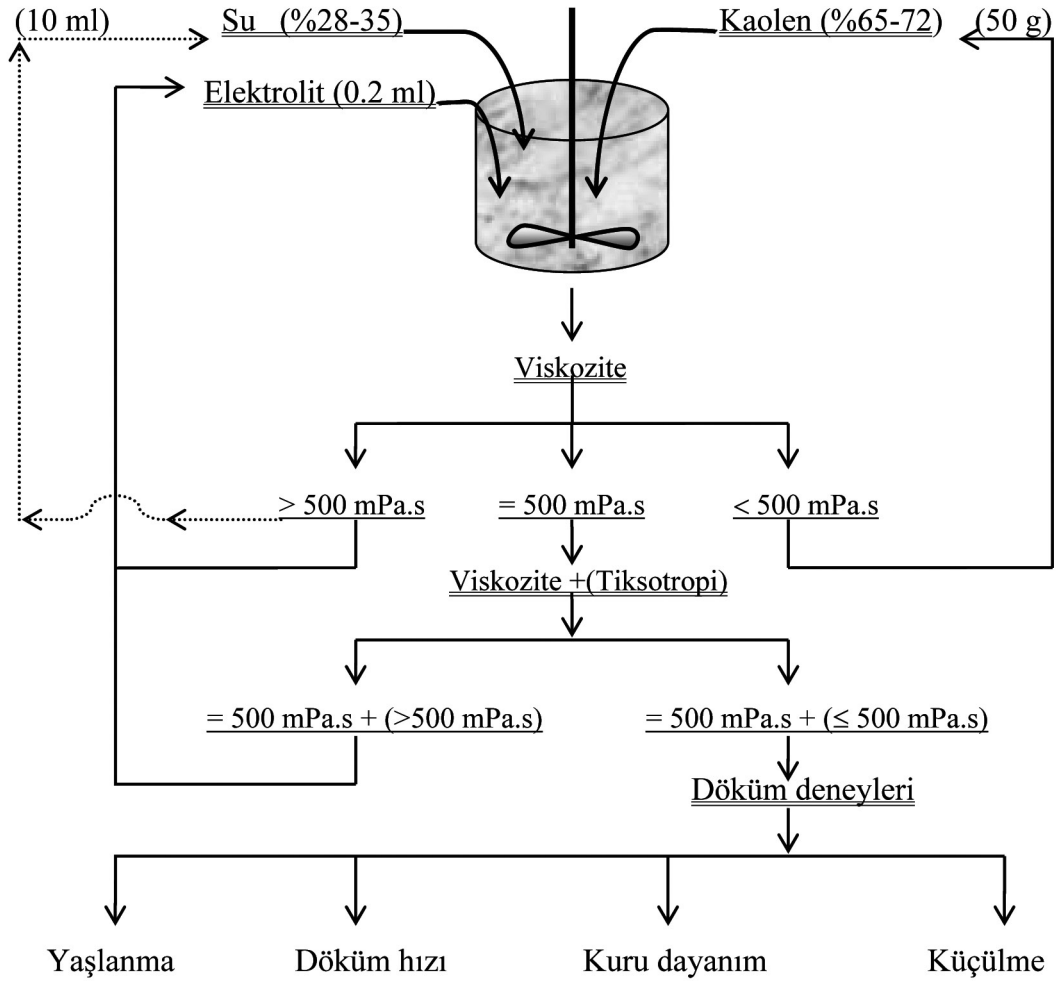 (10 ml) Su (%28-35) Kaolen (%65-72) (50 g)
Elektrolit (0.2 ml)
Viskozite
> 500 mPa.s = 500 mPa.s < 500 mPa.s
Viskozite +(Tiksotropi)
= 500 mPa.s + (>500 mPa.s) = 500 mPa.s + (≤ 500 mPa.s)
Döküm deneyleri
Yaşlanma Döküm hızı Kuru dayanım Küçülme